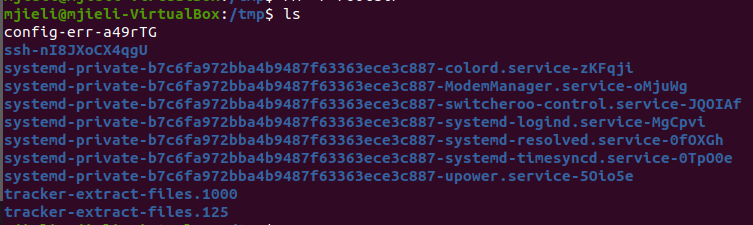 mjieli@mjieli-VirtualBox:/tmp$ ls
config-err-a49rTG
ssh-nI8JXoCX4qgU
systemd-private-b7c6fa972bba4b9487f63363ece3c887-colord.service-zKFqji
systemd-private-b7c6fa972bba4b9487f63363ece3c887-ModemManager.service-oMjuWg
systemd-private-b7c6fa972bba4b9487f63363ece3c887-switcheroo-control.service-JQOIAf
systemd-private-b7c6fa972bba4b9487f63363ece3c887-systemd-logind.service-MgCpvi
systemd-private-b7c6fa972bba4b9487f63363ece3c887-systemd-resolved.service-0fOXGh
systemd-private-b7c6fa972bba4b9487f63363ece3c887-systemd-timesyncd.service-0TpO0e
systemd-private-b7c6fa972bba4b9487f63363ece3c887-upower.service-5Oio5e
tracker-extract-files.1000
tracker-extract-files.125